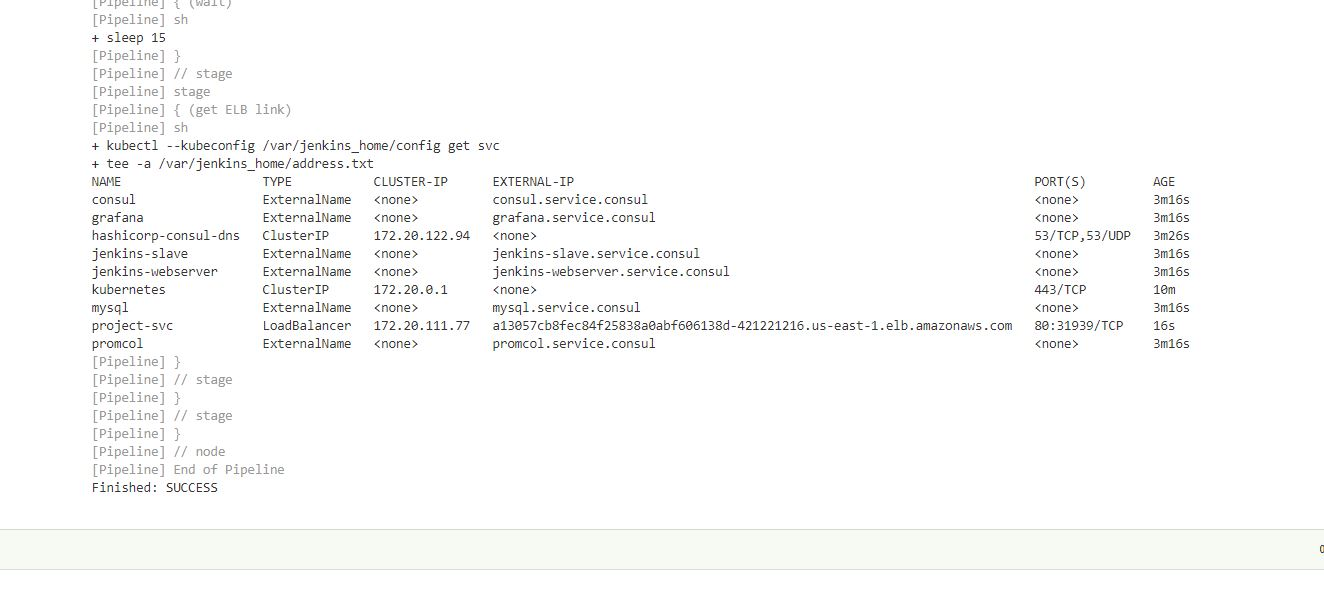 [Pipeline] { (wait)
[Pipeline] sh
+ sleep 15
[Pipeline] }
[Pipeline] // stage
[Pipeline] stage
[Pipeline] { (get ELB link)
[Pipeline] sh
+ kubectl --kubeconfig /var/jenkins_home/config get svc
+ tee -a /var/jenkins_home/address.txt
NAME TYPE CLUSTER-IP EXTERNAL-IP PORT(S) AGE
consul ExternalName <none> consul.service.consul <none> 3m16s
grafana ExternalName <none> grafana.service.consul <none> 3m16s
hashicorp-consul-dns ClusterIP 172.20.122.94 <none> 53/TCP,53/UDP 3m26s
jenkins-slave ExternalName <none> jenkins-slave.service.consul <none> 3m16s
jenkins-webserver ExternalName <none> jenkins-webserver.service.consul <none> 3m16s
kubernetes ClusterIP 172.20.0.1 <none> 443/TCP 10m
mysql ExternalName <none> mysql.service.consul <none> 3m16s
project-svc LoadBalancer 172.20.111.77 a13057cb8fec84f25838a0abf606138d-421221216.us-east-1.elb.amazonaws.com 80:31939/TCP 16s
promcol ExternalName <none> promcol.service.consul <none> 3m16s
[Pipeline] }
[Pipeline] // stage
[Pipeline] }
[Pipeline] // stage
[Pipeline] }
[Pipeline] // node
[Pipeline] End of Pipeline
Finished: SUCCESS